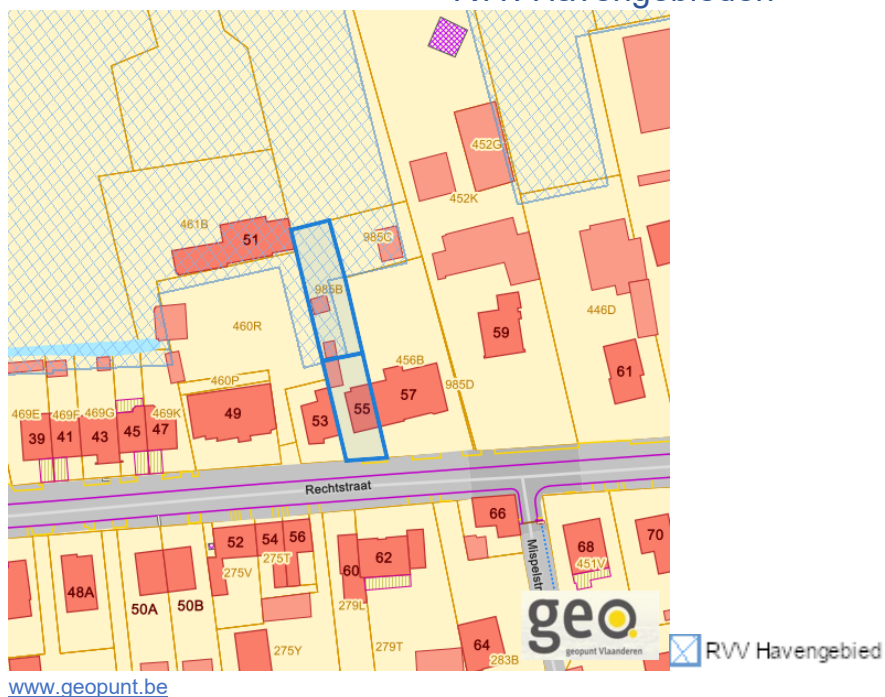 RVV Havengebieden
452G
452K
461B
51
985C
985B
460R
59
446D
456B
985D
61
460P
469E
469F
469G
469K
39
41
43
45
47
49
53
55
57
Rechtstraat
66
52
54
56
275V
275T
48A
50A
50B
60
62
68
451V
70
Mispelstr
279L
275Y
279T
64
283B
geo
geopunt Vlaanderen
RVV Havengebied
www.geopunt.be